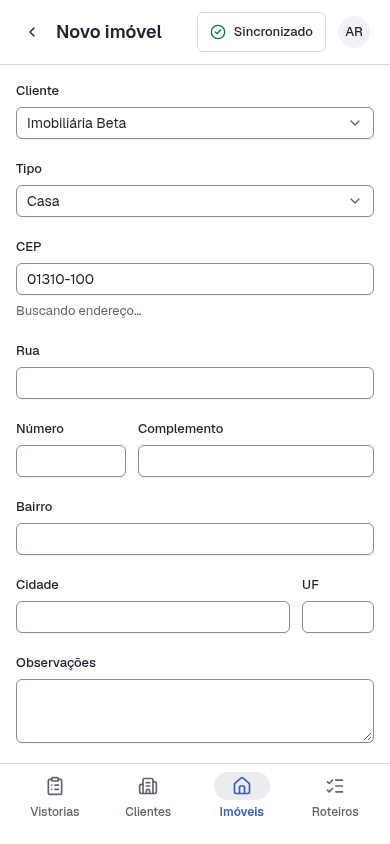 Novo imóvel
Sincronizado
AR
Cliente
Imobiliária Beta
Tipo
Casa
CEP
01310-100
Buscando endereço…
Rua
Número
Complemento
Bairro
Cidade
UF
Observações
Vistorias
Clientes
Imóveis
Roteiros